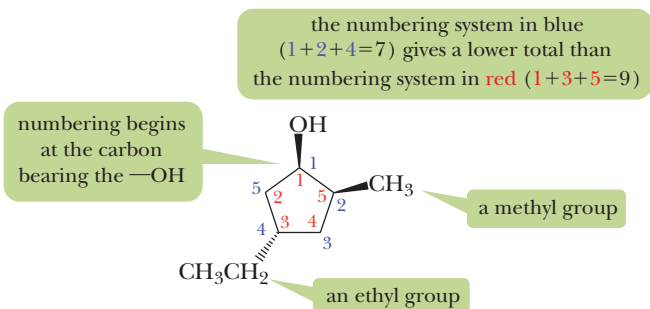 the numbering system in blue
(1+2+4=7) gives a lower total than
the numbering system in red (1+3+5=9)
numbering begins
at the carbon
bearing the —OH
OH
1
1
5
2
5
2
CH₃
a methyl group
4
3
4
3
CH₃CH₂
an ethyl group